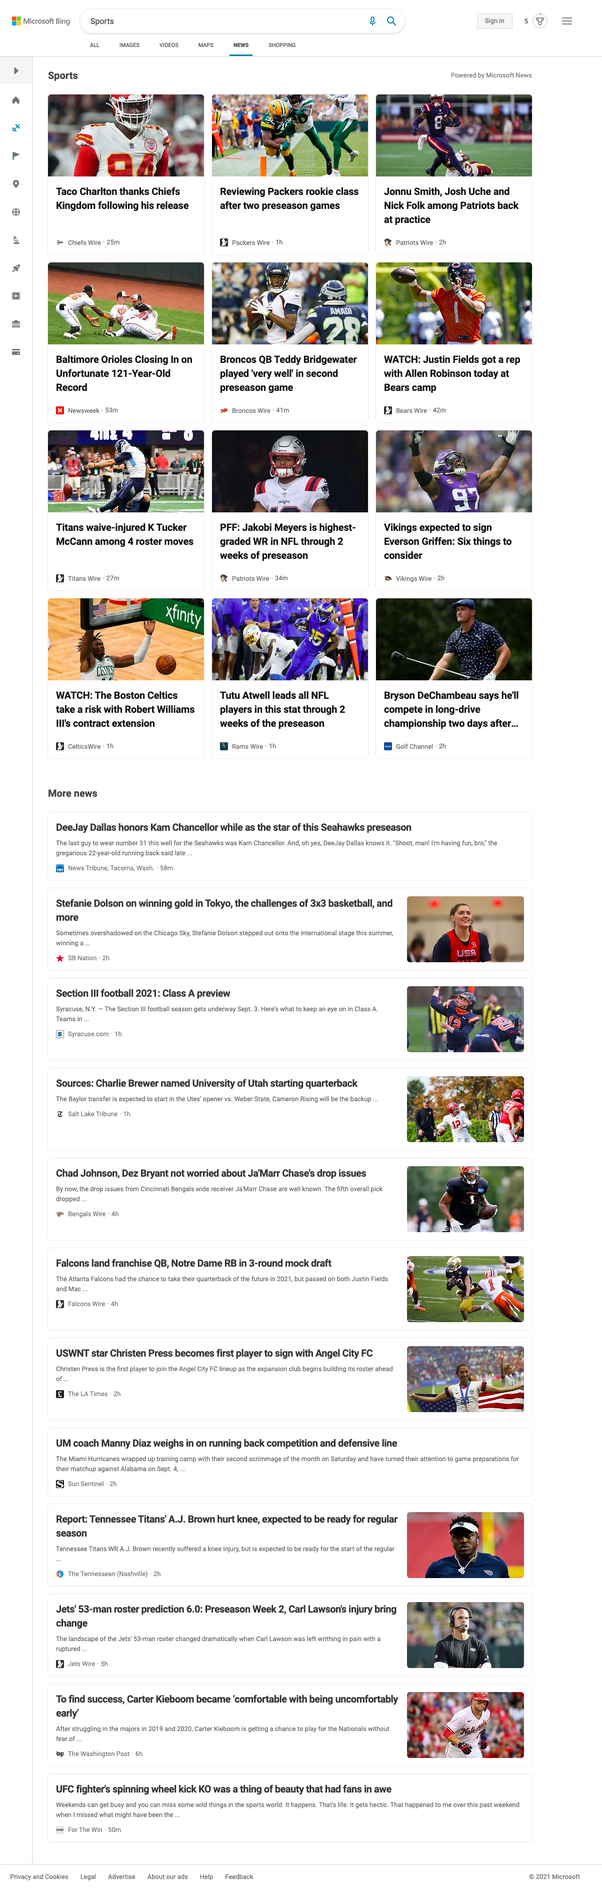 Microsoft Bing
Sports
Sign in
5
ALL
IMAGES
VIDEOS
MAPS
NEWS
SHOPPING
Sports
Powered by Microsoft News
Taco Charlton thanks Chiefs
Kingdom following his release
Chiefs Wire · 25m
Reviewing Packers rookie class
after two preseason games
Packers Wire · 1h
Jonnu Smith, Josh Uche and
Nick Folk among Patriots back
at practice
Patriots Wire · 2h
Baltimore Orioles Closing In on
Unfortunate 121-Year-Old
Record
Newsweek · 53m
AMADI
28
Broncos QB Teddy Bridgewater
played 'very well' in second
preseason game
Broncos Wire · 41m
1
WATCH: Justin Fields got a rep
with Allen Robinson today at
Bears camp
Bears Wire · 42m
Titans waive-injured K Tucker
McCann among 4 roster moves
Titans Wire · 27m
PFF: Jakobi Meyers is highest-
graded WR in NFL through 2
weeks of preseason
Patriots Wire · 34m
97
Vikings expected to sign
Everson Griffen: Six things to
consider
Vikings Wire · 2h
xfinity
WATCH: The Boston Celtics
take a risk with Robert Williams
III's contract extension
CelticsWire · 1h
15
Tutu Atwell leads all NFL
players in this stat through 2
weeks of the preseason
Rams Wire · 1h
Bryson DeChambeau says he'll
compete in long-drive
championship two days after...
Golf Channel · 2h
More news
DeeJay Dallas honors Kam Chancellor while as the star of this Seahawks preseason
The last guy to wear number 31 this well for the Seahawks was Kam Chancellor. And, oh yes, DeeJay Dallas knows it. "Shoot, man! I'm having fun, bro," the
gregarious 22-year-old running back said late ...
News Tribune, Tacoma, Wash. · 58m
Stefanie Dolson on winning gold in Tokyo, the challenges of 3x3 basketball, and
more
Sometimes overshadowed on the Chicago Sky, Stefanie Dolson stepped out onto the international stage this summer,
winning a ...
SB Nation · 2h
USA
Section III football 2021: Class A preview
Syracuse, N.Y. — The Section III football season gets underway Sept. 3. Here's what to keep an eye on in Class A.
Teams in ...
Syracuse.com · 1h
Sources: Charlie Brewer named University of Utah starting quarterback
The Baylor transfer is expected to start in the Utes' opener vs. Weber State, Cameron Rising will be the backup ...
Salt Lake Tribune · 1h
12
Chad Johnson, Dez Bryant not worried about Ja'Marr Chase's drop issues
By now, the drop issues from Cincinnati Bengals wide receiver Ja'Marr Chase are well known. The fifth overall pick
dropped ...
Bengals Wire · 4h
Falcons land franchise QB, Notre Dame RB in 3-round mock draft
The Atlanta Falcons had the chance to take their quarterback of the future in 2021, but passed on both Justin Fields
and Mac ...
Falcons Wire · 4h
USWNT star Christen Press becomes first player to sign with Angel City FC
Christen Press is the first player to join the Angel City FC lineup as the expansion club begins building its roster ahead
of ...
The LA Times · 2h
UM coach Manny Diaz weighs in on running back competition and defensive line
The Miami Hurricanes wrapped up training camp with their second scrimmage of the month on Saturday and have turned their attention to game preparations for
their matchup against Alabama on Sept. 4, ...
Sun Sentinel · 2h
Report: Tennessee Titans' A.J. Brown hurt knee, expected to be ready for regular
season
Tennessee Titans WR A.J. Brown recently suffered a knee injury, but is expected to be ready for the start of the regular
...
The Tennessean (Nashville) · 2h
Jets' 53-man roster prediction 6.0: Preseason Week 2, Carl Lawson's injury bring
change
The landscape of the Jets' 53-man roster changed dramatically when Carl Lawson was left writhing in pain with a
ruptured ...
Jets Wire · 5h
To find success, Carter Kieboom became 'comfortable with being uncomfortably
early'
After struggling in the majors in 2019 and 2020, Carter Kieboom is getting a chance to play for the Nationals without
fear of ...
The Washington Post · 6h
UFC fighter's spinning wheel kick KO was a thing of beauty that had fans in awe
Weekends can get busy and you can miss some wild things in the sports world. It happens. That's life. It gets hectic. That happened to me over this past weekend
when I missed what might have been the ...
For The Win · 50m
Privacy and Cookies
Legal
Advertise
About our ads
Help
Feedback
© 2021 Microsoft